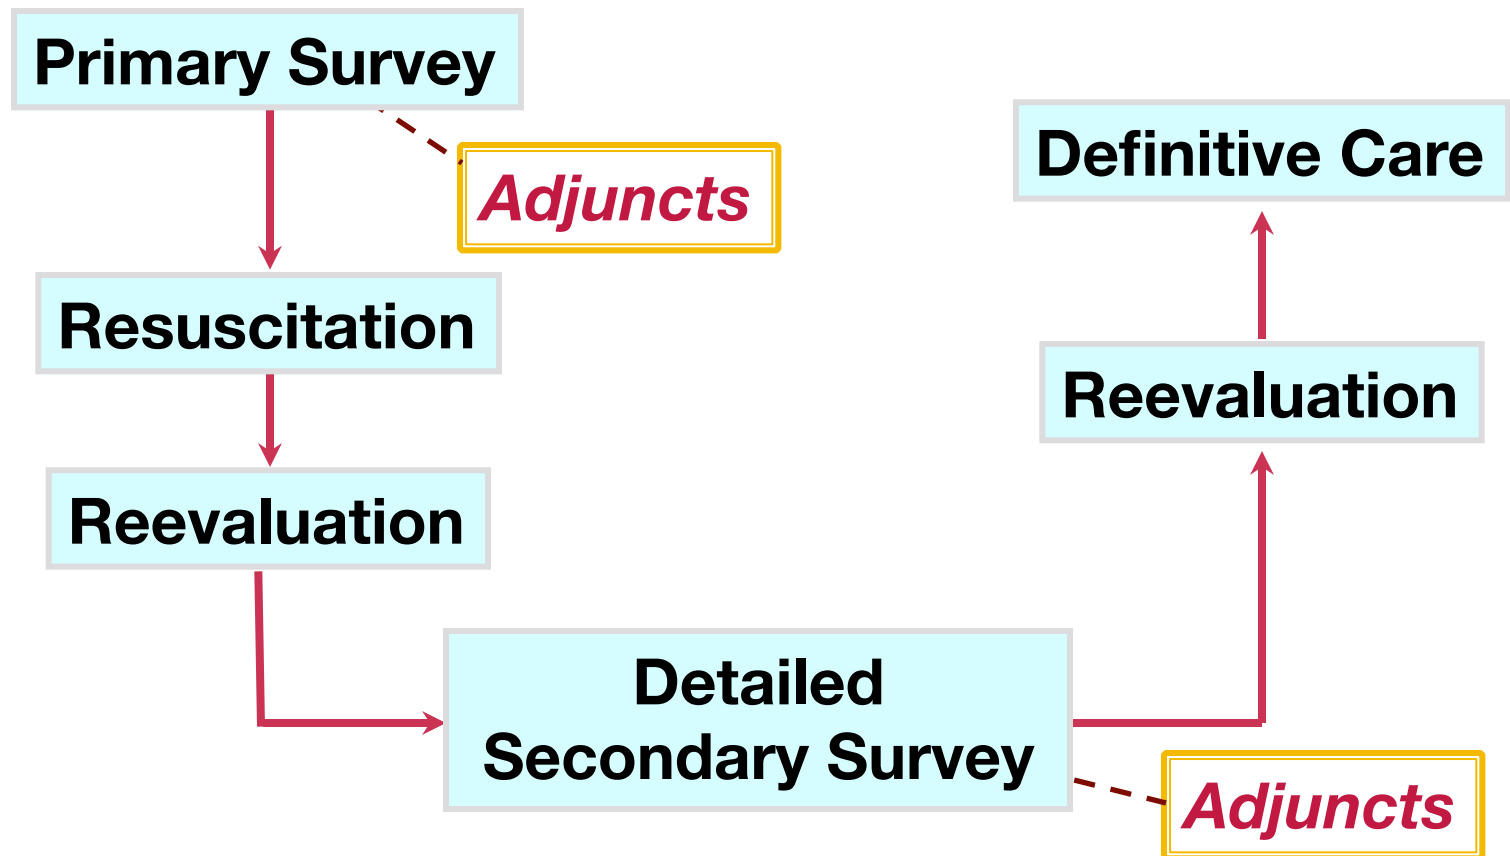 Primary Survey
Adjuncts
Resuscitation
Reevaluation
Detailed
Secondary Survey
Adjuncts
Reevaluation
Definitive Care